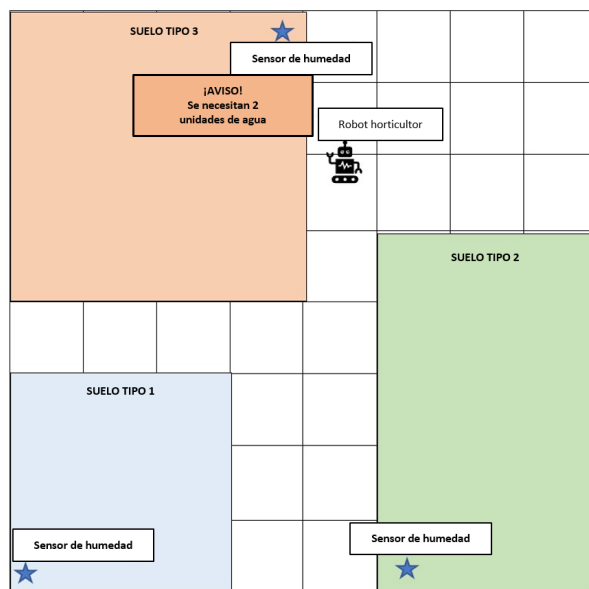 SUELO TIPO 3
Sensor de humedad
¡AVISO!
Se necesitan 2
unidades de agua
Robot horticultor
SUELO TIPO 2
SUELO TIPO 1
Sensor de humedad
Sensor de humedad